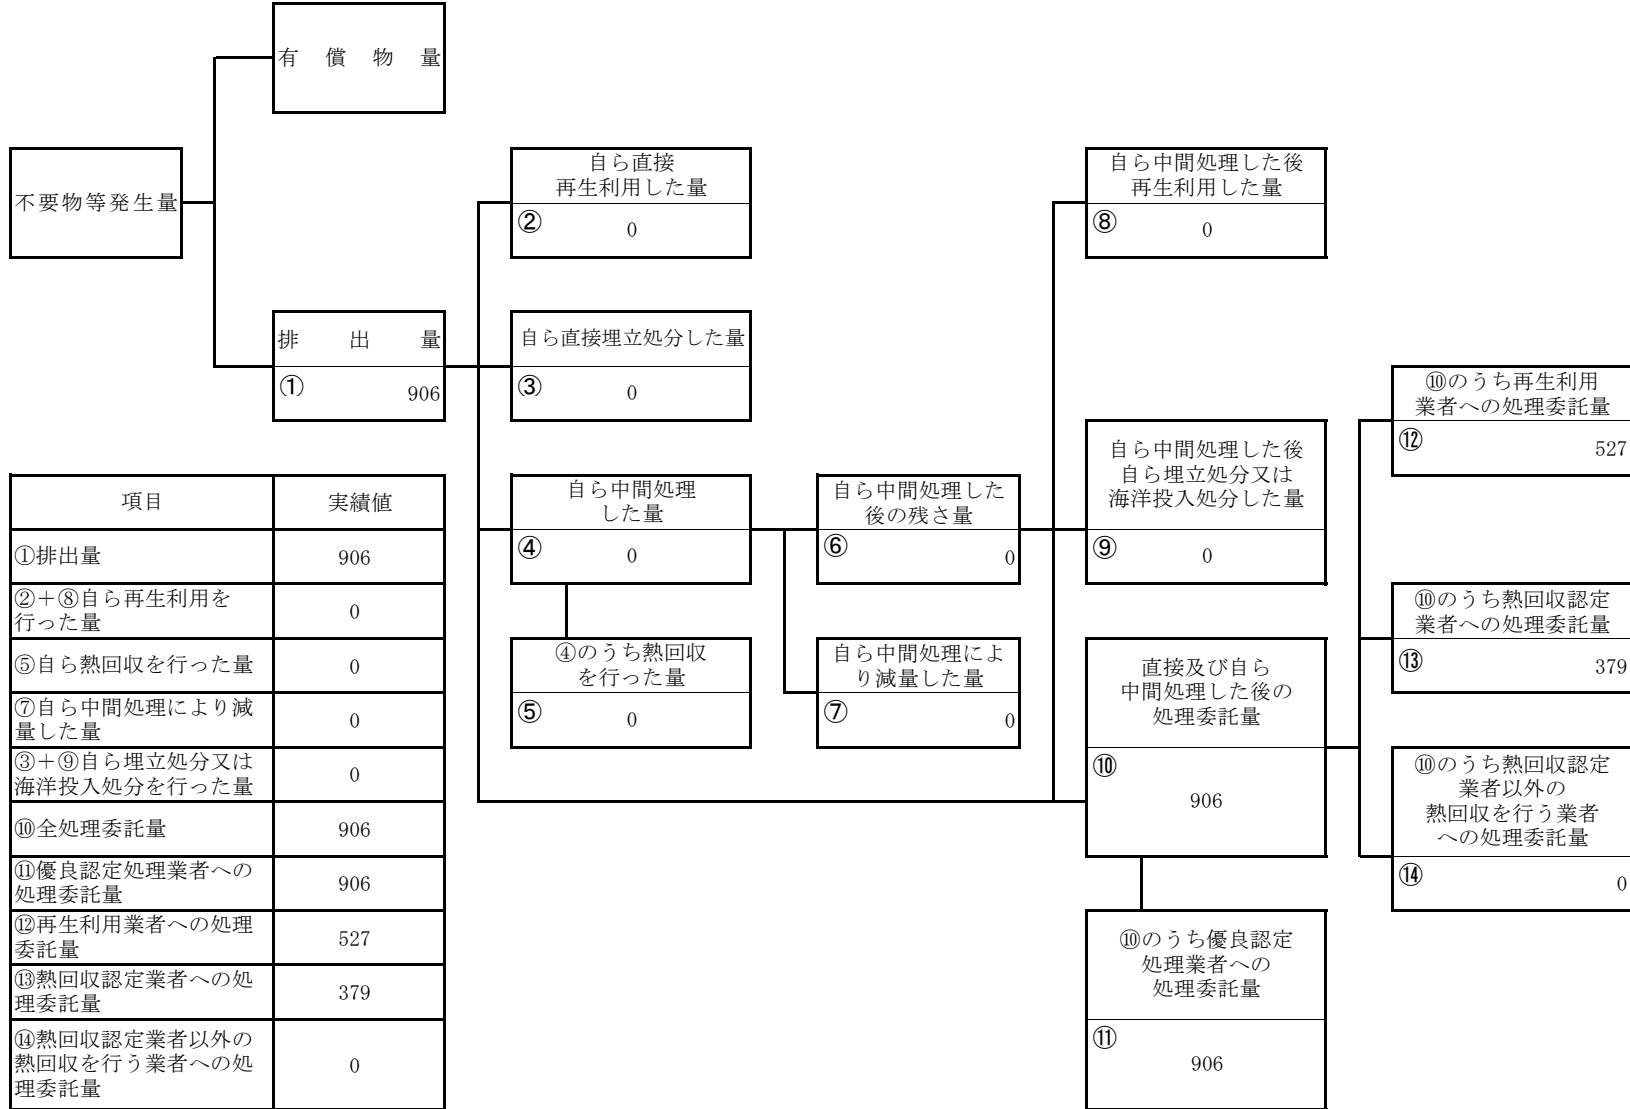 有償物量
不要物等発生量
排出量
① 906
自ら直接
再生利用した量
② 0
自ら直接埋立処分した量
③ 0
自ら中間処理
した量
④ 0
④のうち熱回収
を行った量
⑤ 0
自ら中間処理した
後の残さ量
⑥ 0
自ら中間処理によ
り減量した量
⑦ 0
自ら中間処理した後
再生利用した量
⑧ 0
自ら中間処理した後
自ら埋立処分又は
海洋投入処分した量
⑨ 0
直接及び自ら
中間処理した後の
処理委託量
⑩
906
⑩のうち優良認定
処理業者への
処理委託量
⑪
906
⑩のうち再生利用
業者への処理委託量
⑫ 527
⑩のうち熱回収認定
業者への処理委託量
⑬ 379
⑩のうち熱回収認定
業者以外の
熱回収を行う業者
への処理委託量
⑭ 0
項目 実績値
①排出量 906
②＋⑧自ら再生利用を
行った量 0
⑤自ら熱回収を行った量 0
⑦自ら中間処理により減
量した量 0
③＋⑨自ら埋立処分又は
海洋投入処分を行った量 0
⑩全処理委託量 906
⑪優良認定処理業者への
処理委託量 906
⑫再生利用業者への処理
委託量 527
⑬熱回収認定業者への処
理委託量 379
⑭熱回収認定業者以外の
熱回収を行う業者への処
理委託量 0